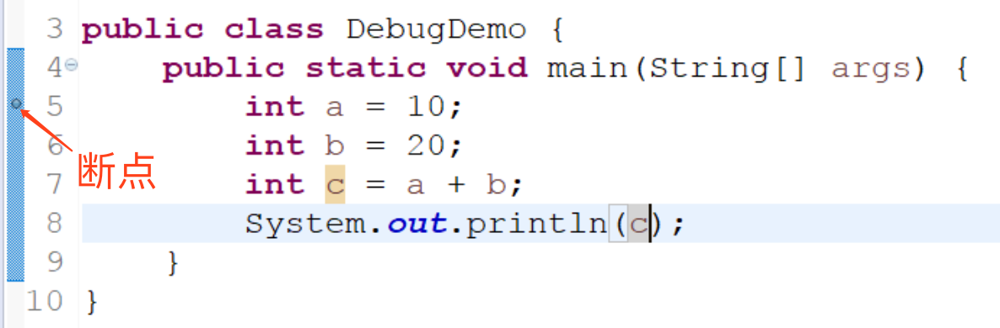 3 public class DebugDemo {
4 public static void main(String[] args) {
5 int a = 10;
6 int b = 20;
断点
7 int c = a + b;
8 System.out.println(c);
9 }
10 }